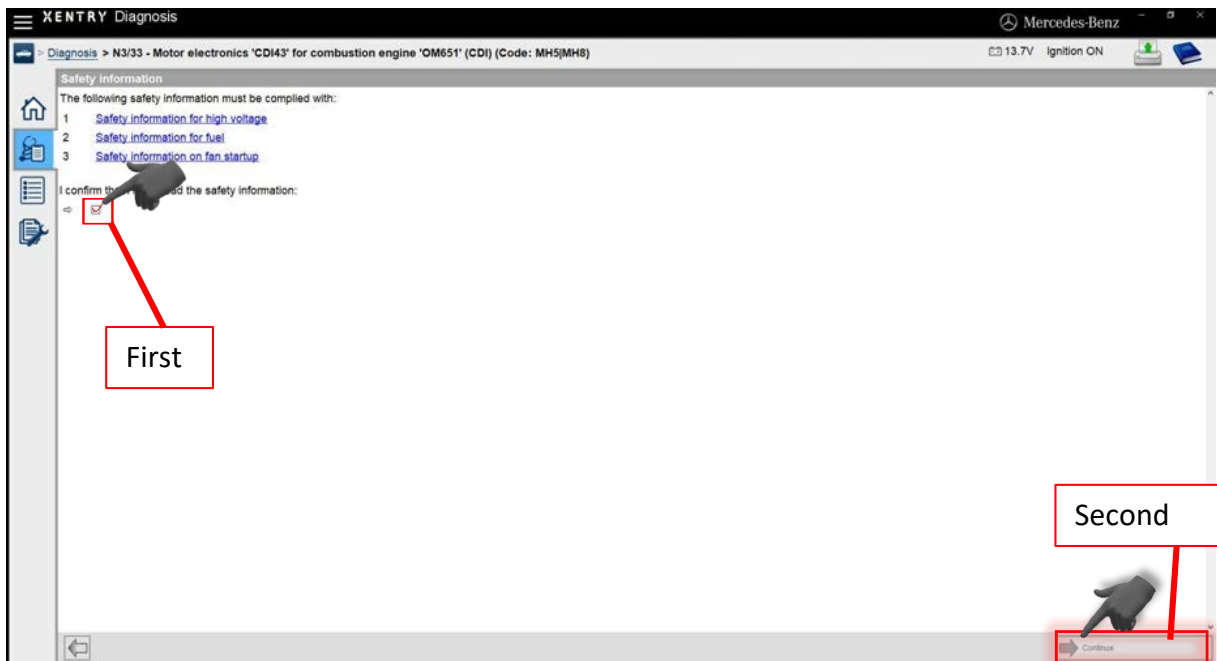 XENTRY Diagnosis
Mercedes-Benz
> Diagnosis > N3/33 - Motor electronics 'CDI43' for combustion engine 'OM651' (CDI) (Code: MH5|MH8)
13.7V Ignition ON
Safety information
The following safety information must be complied with:
1 Safety information for high voltage
2 Safety information for fuel
3 Safety information on fan startup
I confirm the safety information:
First
Second
Continue